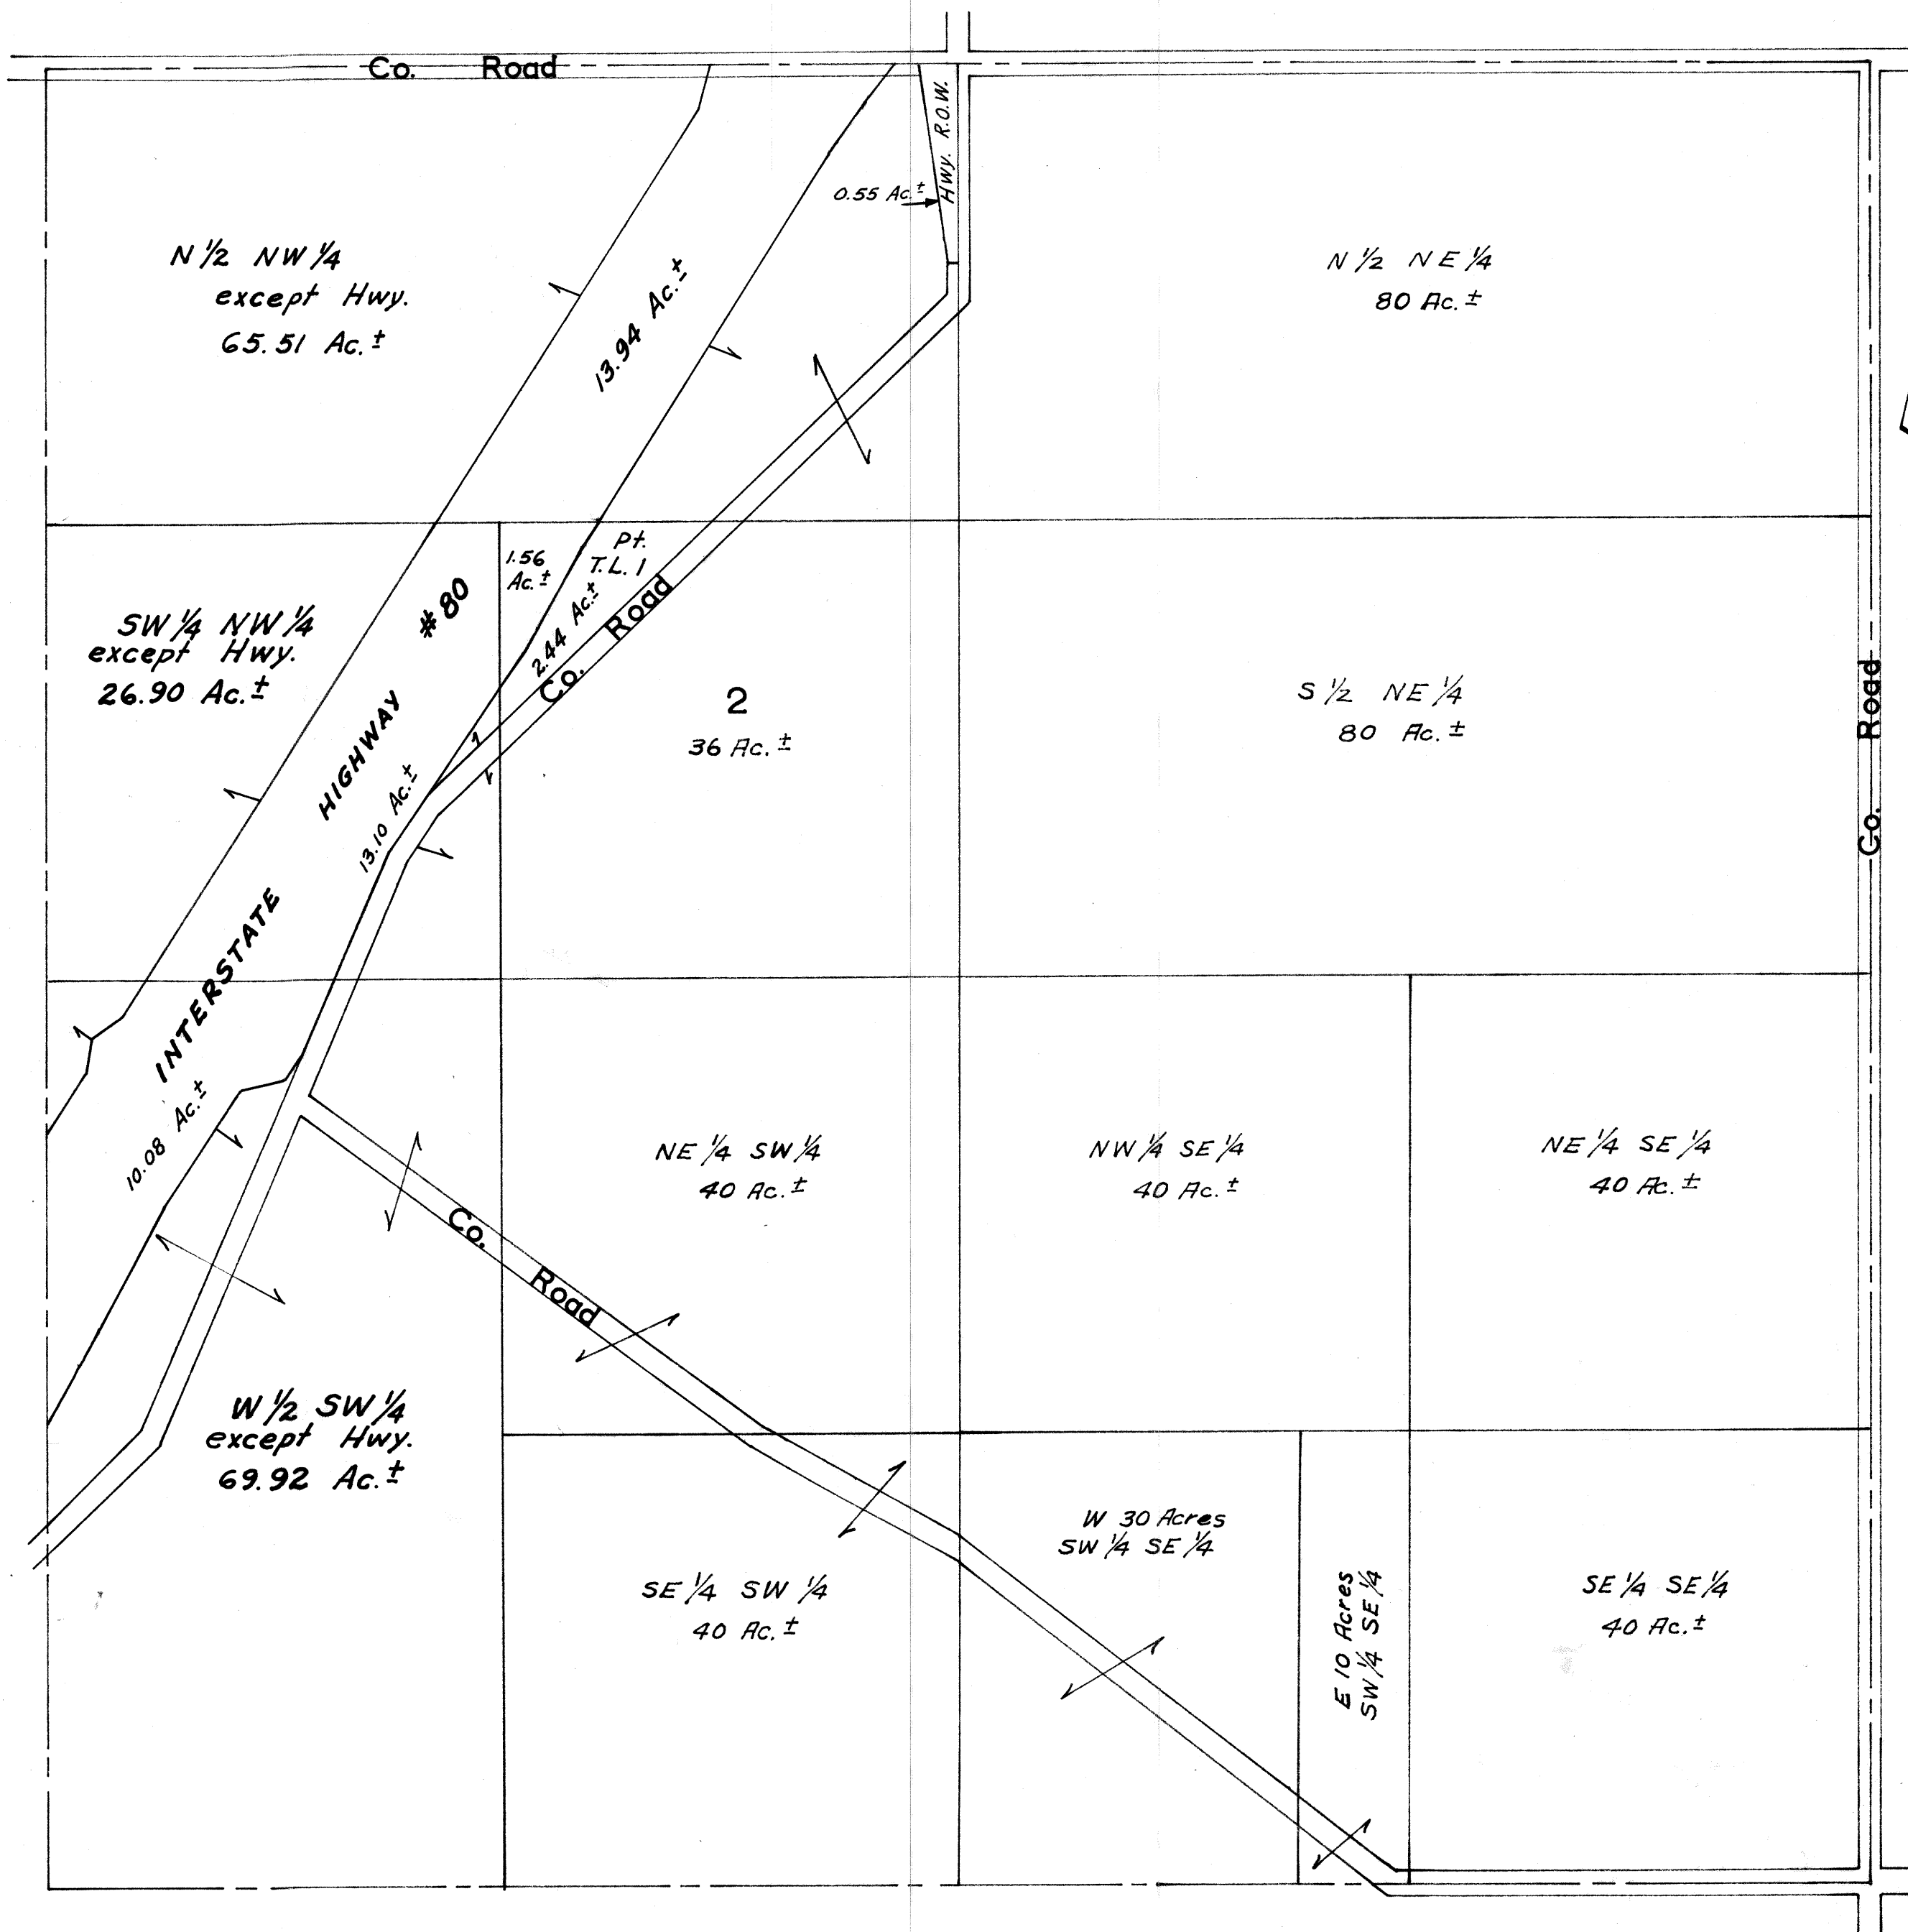 Co. Road
Hwy. R.O.W.
0.55 Ac.±
N 1/2 NW 1/4
except Hwy.
65.51 Ac.±
13.94 Ac.±
N 1/2 NE 1/4
80 Ac.±
SW 1/4 NW 1/4
except Hwy.
26.90 Ac.±
INTERSTATE HIGHWAY #80
1.56
Ac.±
Pt.
T.L. 1
2.44 Ac.±
Co. Road
2
36 Ac.±
S 1/2 NE 1/4
80 Ac.±
Co. Road
13.10 Ac.±
10.08 Ac.±
NE 1/4 SW 1/4
40 Ac.±
NW 1/4 SE 1/4
40 Ac.±
NE 1/4 SE 1/4
40 Ac.±
Co. Road
W 1/2 SW 1/4
except Hwy.
69.92 Ac.±
SE 1/4 SW 1/4
40 Ac.±
W 30 Acres
SW 1/4 SE 1/4
E 10 Acres
SW 1/4 SE 1/4
SE 1/4 SE 1/4
40 Ac.±